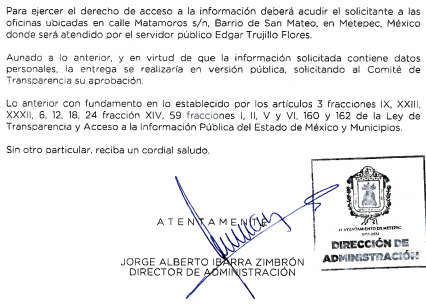 Para ejercer el derecho de acceso a la información deberá acudir el solicitante a las
oficinas ubicadas en calle Matamoros s/n, Barrio de San Mateo, en Metepec, México
donde será atendido por el servidor público Edgar Trujillo Flores.
Aunado a lo anterior, y en virtud de que la información solicitada contiene datos
personales, la entrega se realizaría en versión pública, solicitando al Comité de
Transparencia su aprobación.
Lo anterior con fundamento en lo establecido por los artículos 3 fracciones IX, XXIII,
XXXII, 6, 12, 18, 24 fracción XIV, 59 fracciones I, II, V y VI, 160 y 162 de la Ley de
Transparencia y Acceso a la Información Pública del Estado de México y Municipios.
Sin otro particular, reciba un cordial saludo.
ATENTAMENTE
JORGE ALBERTO IBARRA ZIMBRÓN
DIRECTOR DE ADMINISTRACIÓN
AYUNTAMIENTO DE METEPEC
DIRECCIÓN DE
ADMINISTRACIÓN